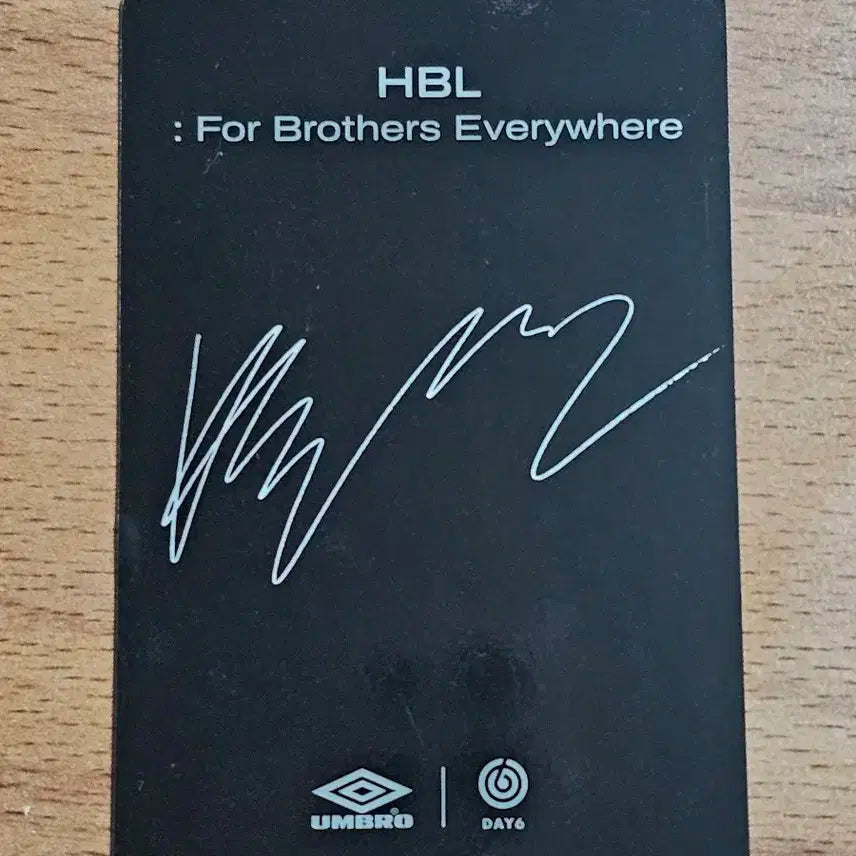 HBL
: For Brothers Everywhere
UMBRO®
DAY6